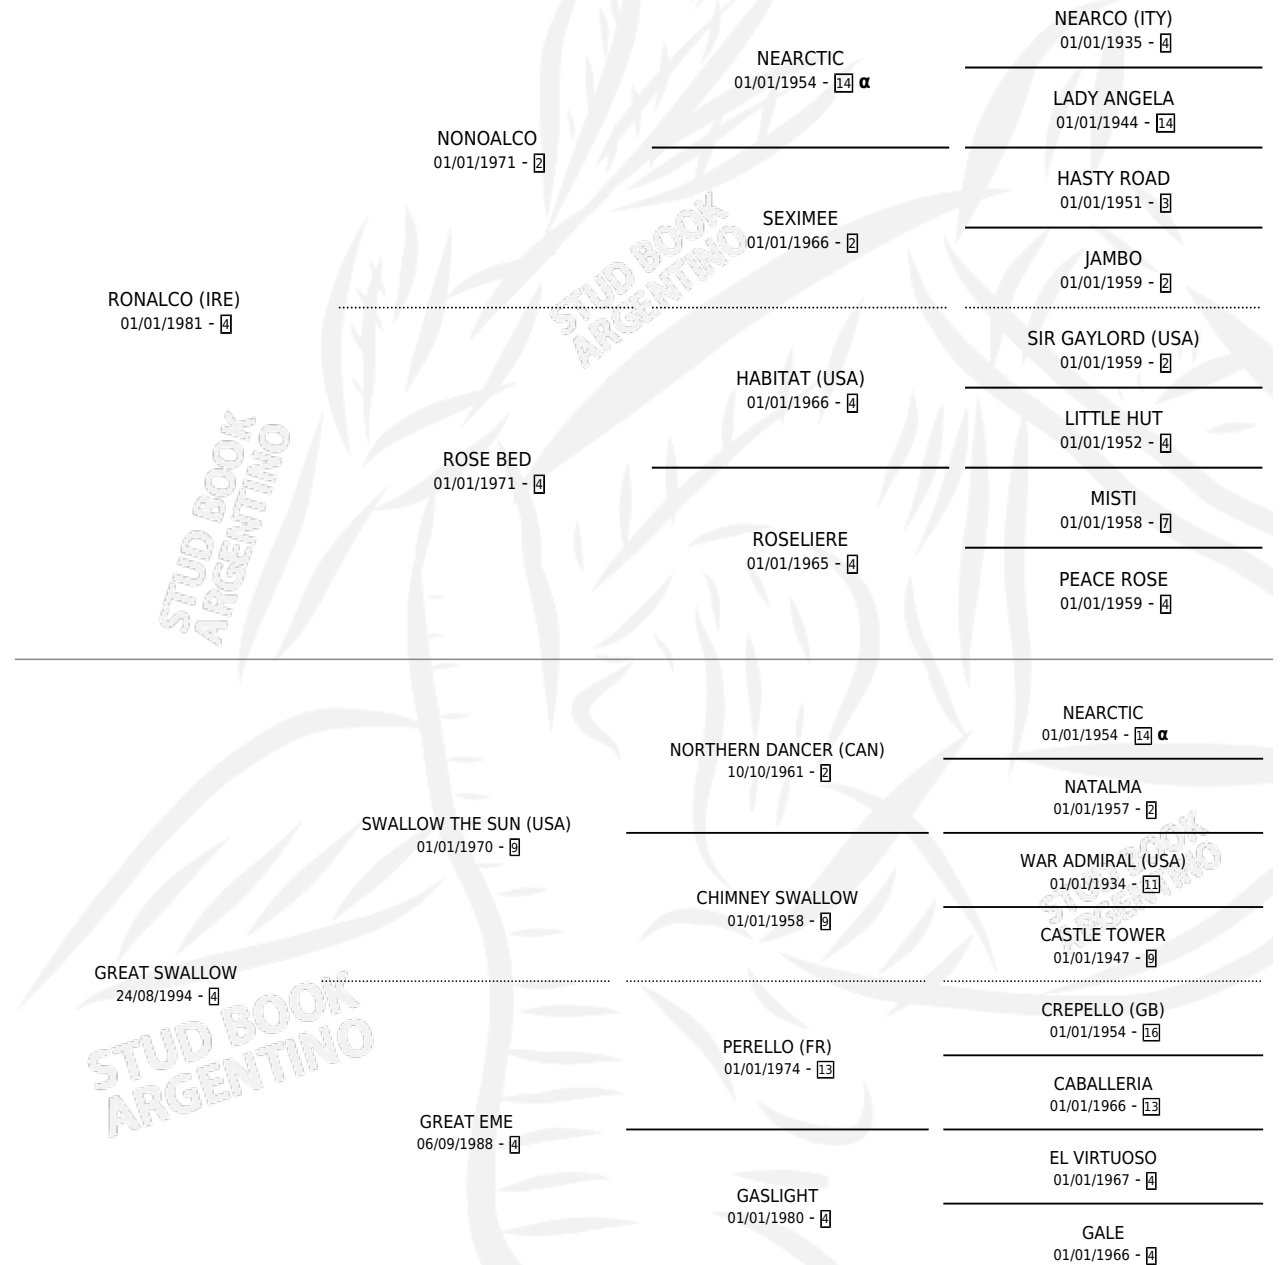 NEARCO (ITY)
01/01/1935 - 4
NEARCTIC
01/01/1954 - 14 α
LADY ANGELA
01/01/1944 - 14
NONOALCO
01/01/1971 - 2
HASTY ROAD
01/01/1951 - 3
SEXIMEE
01/01/1966 - 2
JAMBO
01/01/1959 - 2
STUD BOOK
ARGENTINO
RONALCO (IRE)
01/01/1981 - 4
SIR GAYLORD (USA)
01/01/1959 - 2
HABITAT (USA)
01/01/1966 - 4
LITTLE HUT
01/01/1952 - 4
ROSE BED
01/01/1971 - 4
MISTI
01/01/1958 - 7
ROSELIERE
01/01/1965 - 4
PEACE ROSE
01/01/1959 - 4
STUD BOOK
ARGENTINO
NEARCTIC
01/01/1954 - 14 α
NORTHERN DANCER (CAN)
10/10/1961 - 2
NATALMA
01/01/1957 - 2
SWALLOW THE SUN (USA)
01/01/1970 - 9
WAR ADMIRAL (USA)
01/01/1934 - 11
CHIMNEY SWALLOW
01/01/1958 - 9
CASTLE TOWER
01/01/1947 - 9
STUD BOOK
ARGENTINO
GREAT SWALLOW
24/08/1994 - 4
CREPELLO (GB)
01/01/1954 - 16
PERELLO (FR)
01/01/1974 - 13
CABALLERIA
01/01/1966 - 13
STUD BOOK
ARGENTINO
GREAT EME
06/09/1988 - 4
EL VIRTUOSO
01/01/1967 - 4
GASLIGHT
01/01/1980 - 4
GALE
01/01/1966 - 4